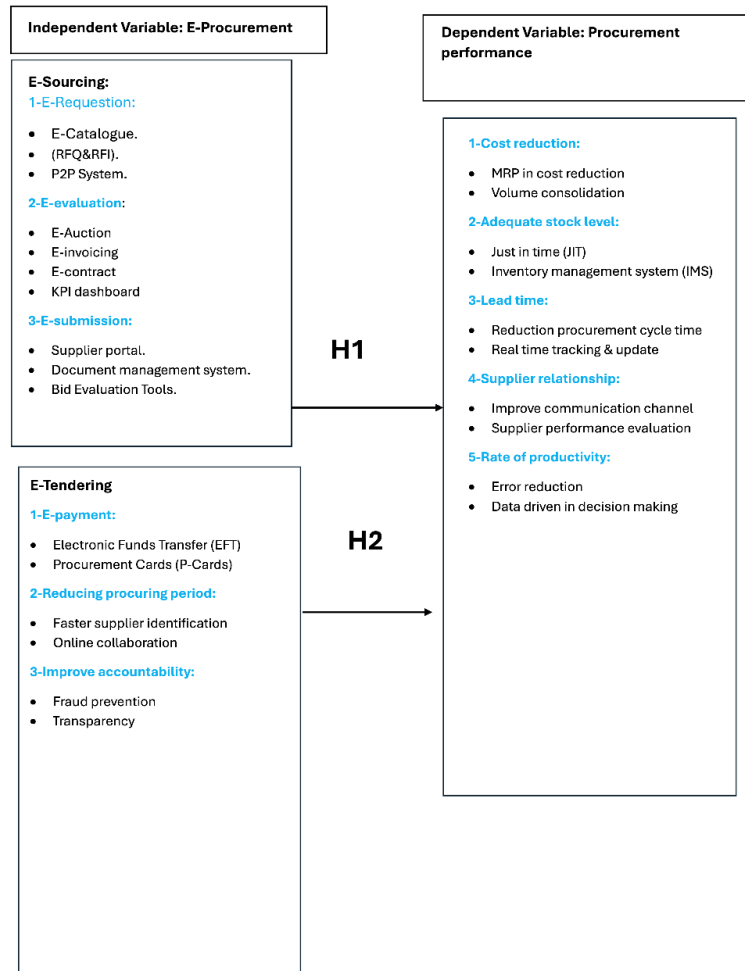 Independent Variable: E-Procurement
E-Sourcing:
1-E-Requestion:
• E-Catalogue.
• (RFQ&RFI).
• P2P System.
2-E-evaluation:
• E-Auction
• E-invoicing
• E-contract
• KPI dashboard
3-E-submission:
• Supplier portal.
• Document management system.
• Bid Evaluation Tools.
E-Tendering
1-E-payment:
• Electronic Funds Transfer (EFT)
• Procurement Cards (P-Cards)
2-Reducing procuring period:
• Faster supplier identification
• Online collaboration
3-Improve accountability:
• Fraud prevention
• Transparency
H1
H2
Dependent Variable: Procurement
performance
1-Cost reduction:
• MRP in cost reduction
• Volume consolidation
2-Adequate stock level:
• Just in time (JIT)
• Inventory management system (IMS)
3-Lead time:
• Reduction procurement cycle time
• Real time tracking & update
4-Supplier relationship:
• Improve communication channel
• Supplier performance evaluation
5-Rate of productivity:
• Error reduction
• Data driven in decision making